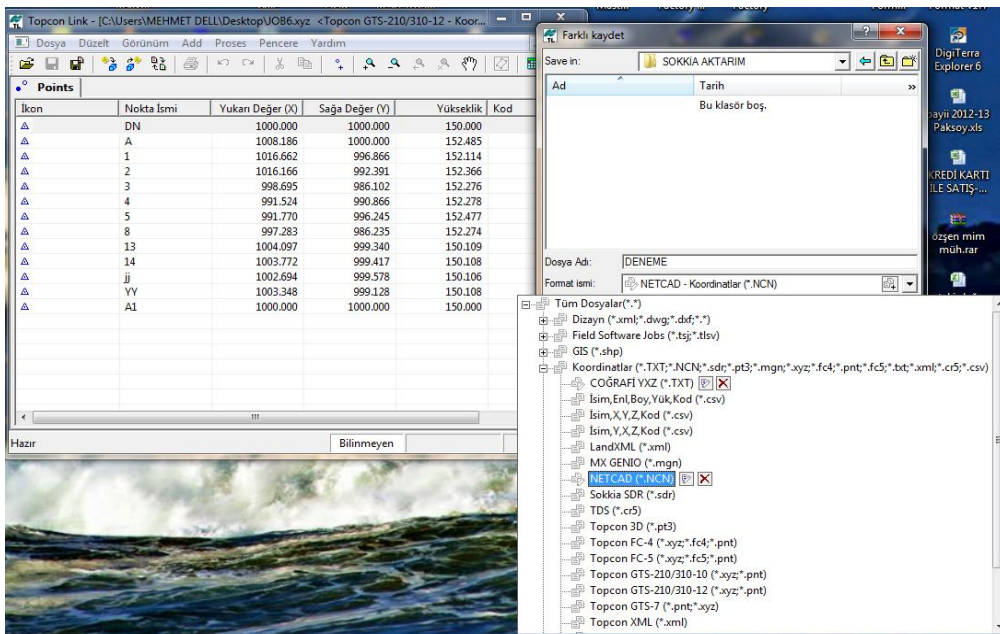 Topcon Link - [C:\Users\MEHMET DELL\Desktop\JOB6.xyz <Topcon GTS-210/310-12 - Koor...
Dosya Düzelt Görünüm Add Proses Pencere Yardım
Points
İkon Nokta İsmi Yukarı Değer (X) Sağa Değer (Y) Yükseklik Kod
DN 1000.000 1000.000 150.000
A 1008.186 1000.000 152.485
1 1016.662 996.866 152.114
2 1016.166 992.391 152.366
3 998.695 986.102 152.276
4 991.524 990.866 152.278
5 991.770 996.245 152.477
8 997.283 986.235 152.274
13 1004.097 999.340 150.109
14 1003.772 999.417 150.108
jj 1002.694 999.578 150.106
YY 1003.348 999.128 150.108
A1 1000.000 1000.000 150.000
Hazır Bilinmeyen
Farklı kaydet
Save in: SOKKIA AKTARIM
Ad Tarih »
Bu klasör boş.
Dosya Adı: DENEME
Format ismi: NETCAD - Koordinatlar (*.NCN)
Tüm Dosyalar(*.*)
Dizayn (*.xml;*.dwg;*.dxf;*.*)
Field Software Jobs (*.tsj;*.tlsv)
GIS (*.shp)
Koordinatlar (*.TXT;*.NCN;*.sdr;*.pt3;*.mgn;*.xyz;*.fc4;*.pnt;*.fc5;*.txt;*.xml;*.cr5;*.csv)
COĞRAFİ YXZ (*.TXT)
İsim,Enl,Boy,Yük,Kod (*.csv)
İsim,X,Y,Z,Kod (*.csv)
İsim,Y,X,Z,Kod (*.csv)
LandXML (*.xml)
MX GENIO (*.mgn)
NETCAD (*.NCN)
Sokkia SDR (*.sdr)
TDS (*.cr5)
Topcon 3D (*.pt3)
Topcon FC-4 (*.xyz;*.fc4;*.pnt)
Topcon FC-5 (*.xyz;*.fc5;*.pnt)
Topcon GTS-210/310-10 (*.xyz;*.pnt)
Topcon GTS-210/310-12 (*.xyz;*.pnt)
Topcon GTS-7 (*.pnt;*.xyz)
Topcon XML (*.xml)
DigiTerra
Explorer 6
bayii 2012-13
Paksoy.xls
KREDİ KARTI
İLE SATIŞ-...
özşen mim
müh.rar